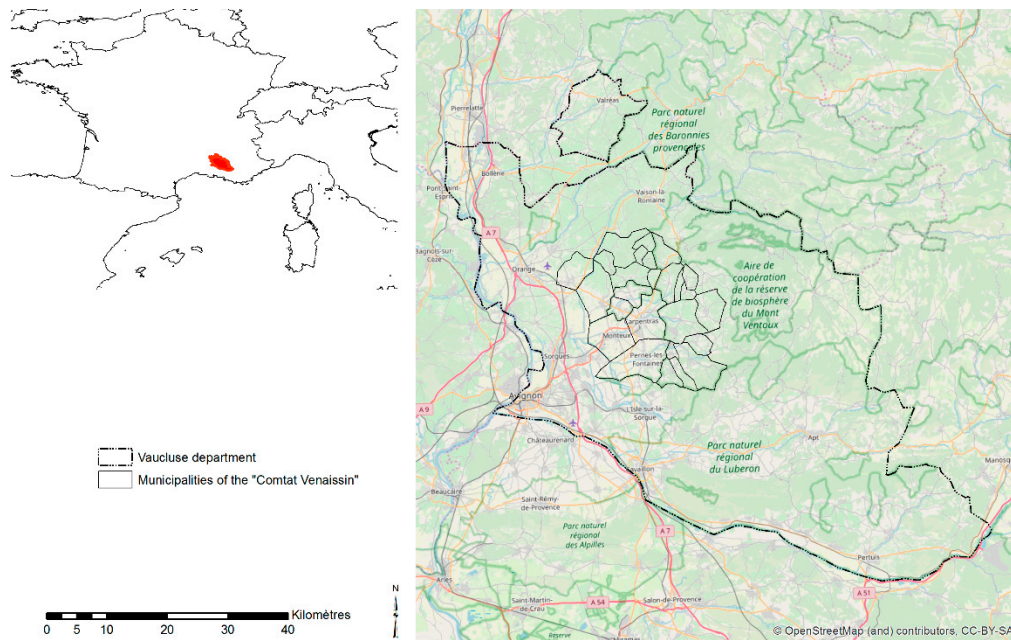 Vaucluse department
Municipalities of the "Comtat Venaissin"
0 5 10 20 30 40
Kilomètres
N
Valréas
Pierrelatte
Parc naturel
régional
des Baronnies
provençales
Bollène
Pont-Saint-
Esprit
Vaison-la-
Romaine
A 7
Bagnols-sur-
Cèze
Orange
Aire de
coopération
de la réserve
de biosphère
du Mont
Ventoux
Carpentras
Monteux
Sorgues
Pernes-les
Fontaines
Avignon
A 9
L'Isle-sur-la
Sorgue
Châteaurenard
Apt
Parc naturel
régional
du Luberon
Manosque
Cavaillon
Beaucaire
Saint-Rémy-
de-Provence
Parc naturel
régional
des Alpilles
A 7
Pertuis
Arles
A 51
Saint-Martin-
de-Crau
A 54
Salon-de-Provence
Réserve
Miramas
© OpenStreetMap (and) contributors, CC-BY-SA